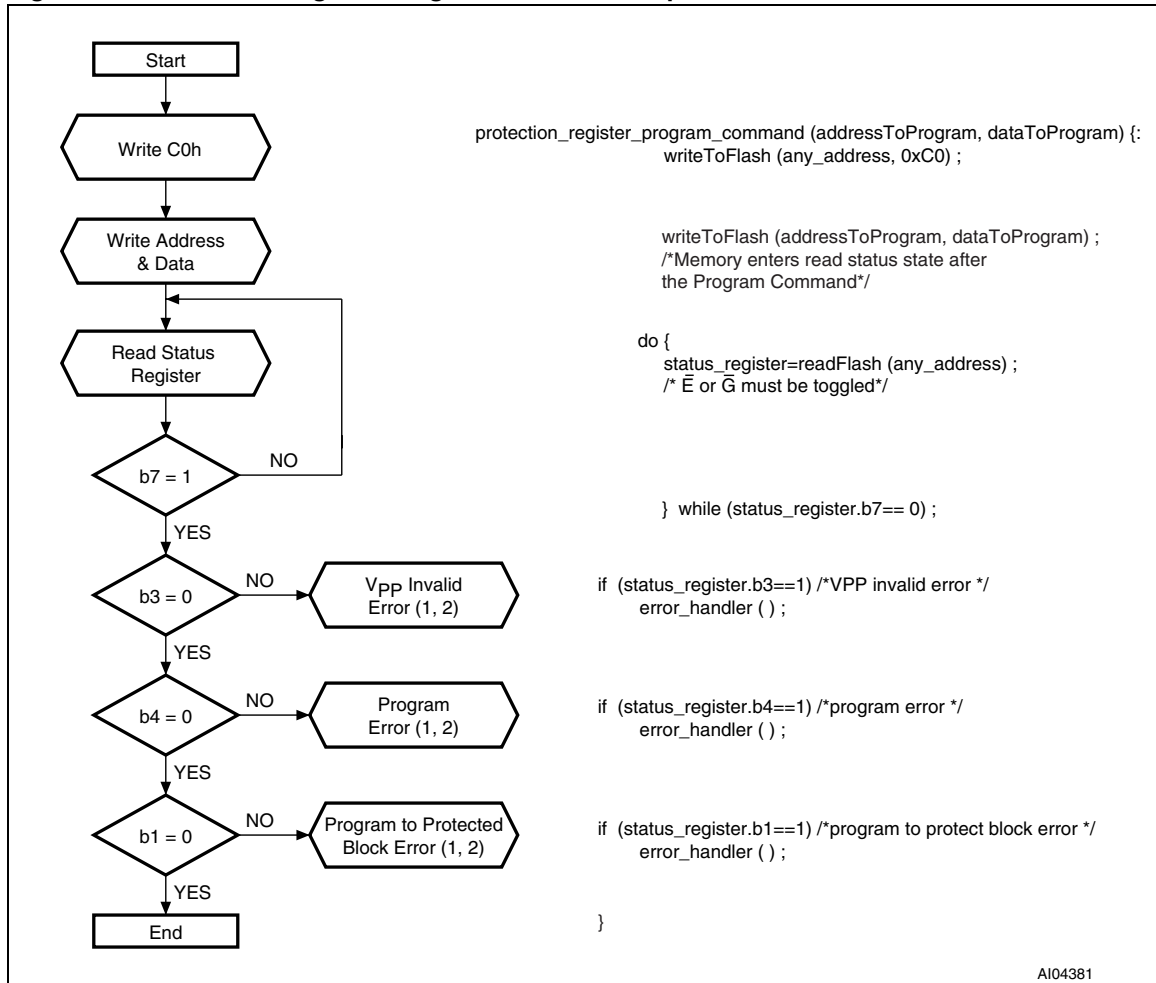 Start
Write C0h
protection_register_program_command (addressToProgram, dataToProgram) {:
writeToFlash (any_address, 0xC0) ;
Write Address
& Data
writeToFlash (addressToProgram, dataToProgram) ;
/*Memory enters read status state after
the Program Command*/
Read Status
Register
do {
status_register=readFlash (any_address) ;
/* E̅ or G̅ must be toggled*/
b7 = 1
NO
YES
} while (status_register.b7== 0) ;
b3 = 0
NO
YES
VPP Invalid
Error (1, 2)
if (status_register.b3==1) /*VPP invalid error */
error_handler ( ) ;
b4 = 0
NO
YES
Program
Error (1, 2)
if (status_register.b4==1) /*program error */
error_handler ( ) ;
b1 = 0
NO
YES
Program to Protected
Block Error (1, 2)
if (status_register.b1==1) /*program to protect block error */
error_handler ( ) ;
End
}
AI04381